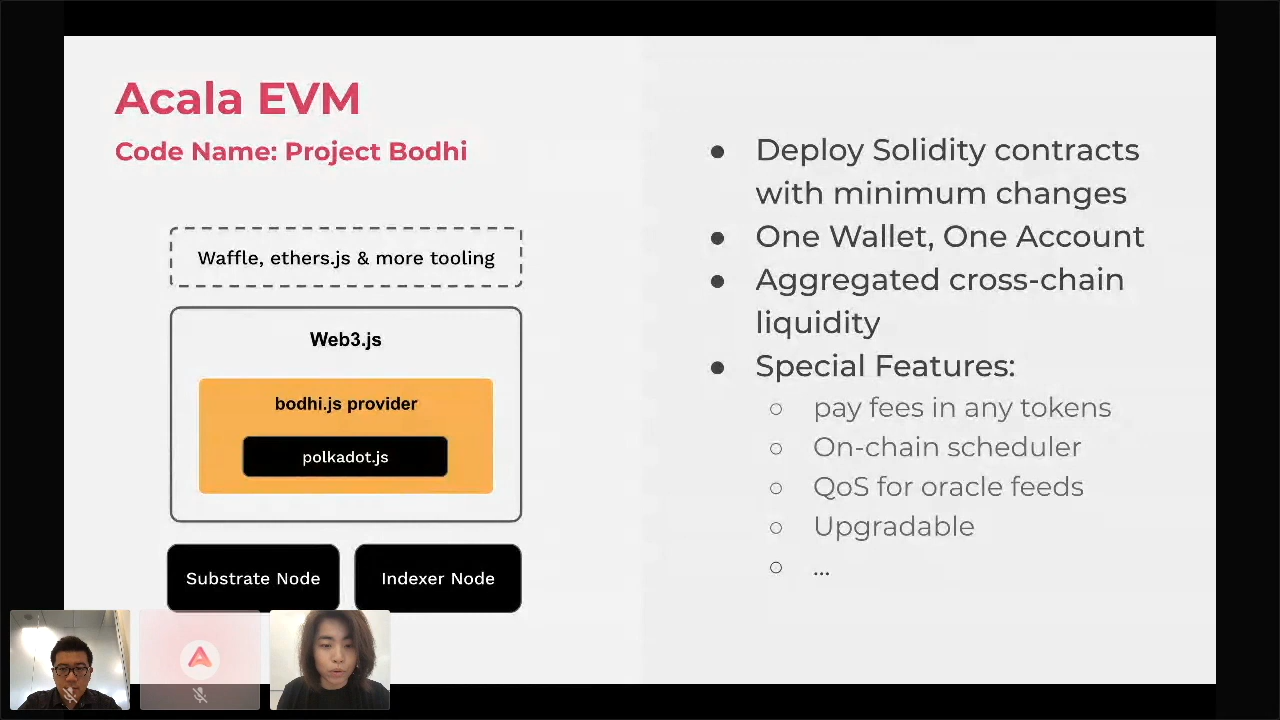 Acala EVM
Code Name: Project Bodhi
Waffle, ethers.js & more tooling
Web3.js
bodhi.js provider
polkadot.js
Substrate Node
Indexer Node
Deploy Solidity contracts
with minimum changes
One Wallet, One Account
Aggregated cross-chain
liquidity
Special Features:
pay fees in any tokens
On-chain scheduler
QoS for oracle feeds
Upgradable
...